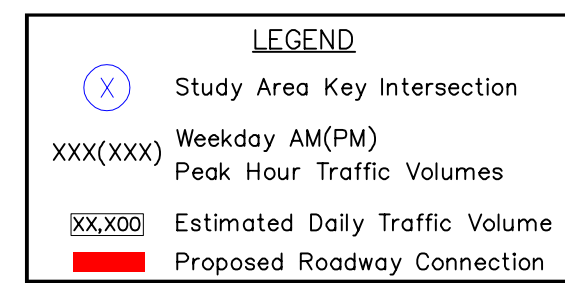 LEGEND
X Study Area Key Intersection
XXX(XXX) Weekday AM(PM)
Peak Hour Traffic Volumes
XX,X00 Estimated Daily Traffic Volume
Proposed Roadway Connection